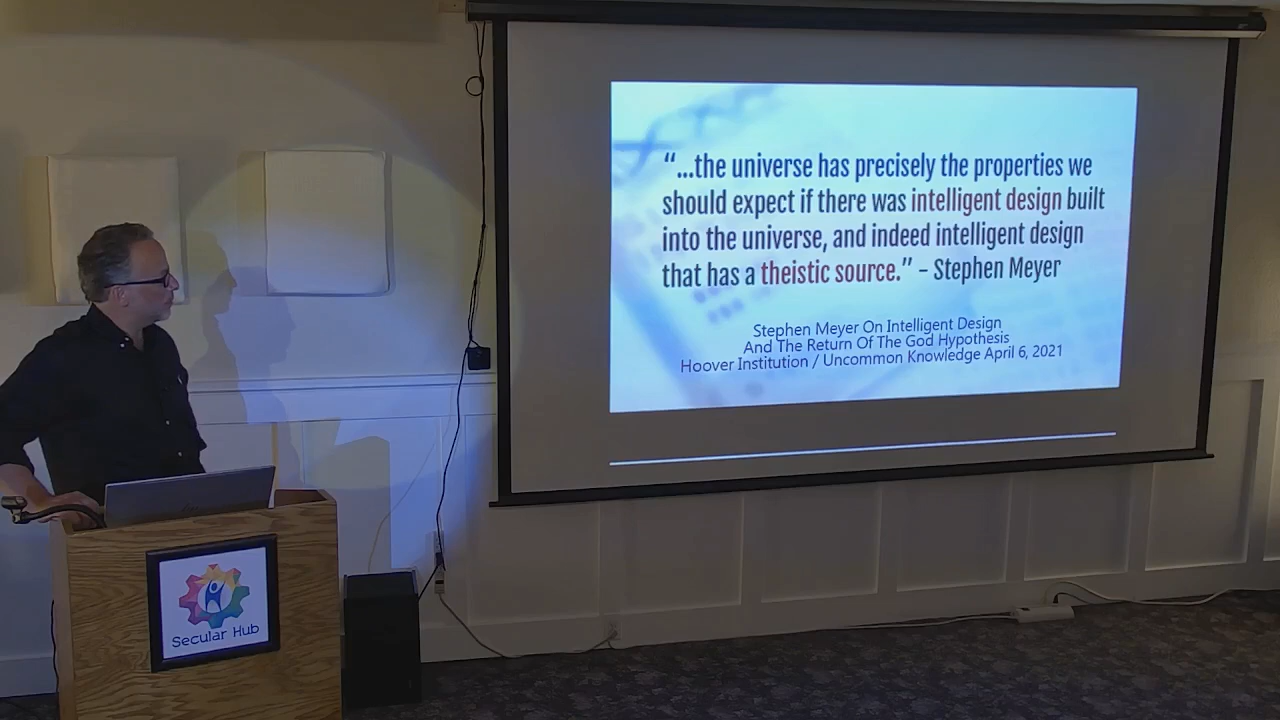 “...the universe has precisely the properties we
should expect if there was intelligent design built
into the universe, and indeed intelligent design
that has a theistic source.” – Stephen Meyer
Stephen Meyer On Intelligent Design
And The Return Of The God Hypothesis
Hoover Institution / Uncommon Knowledge April 6, 2021
Secular Hub